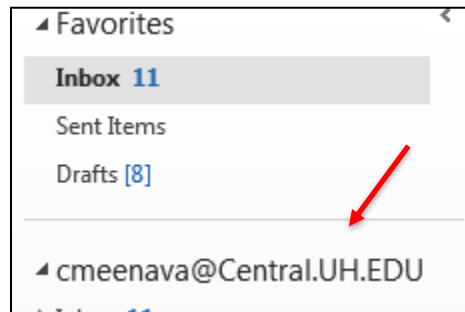 Favorites
Inbox 11
Sent Items
Drafts [8]
cmeenava@Central.UH.EDU